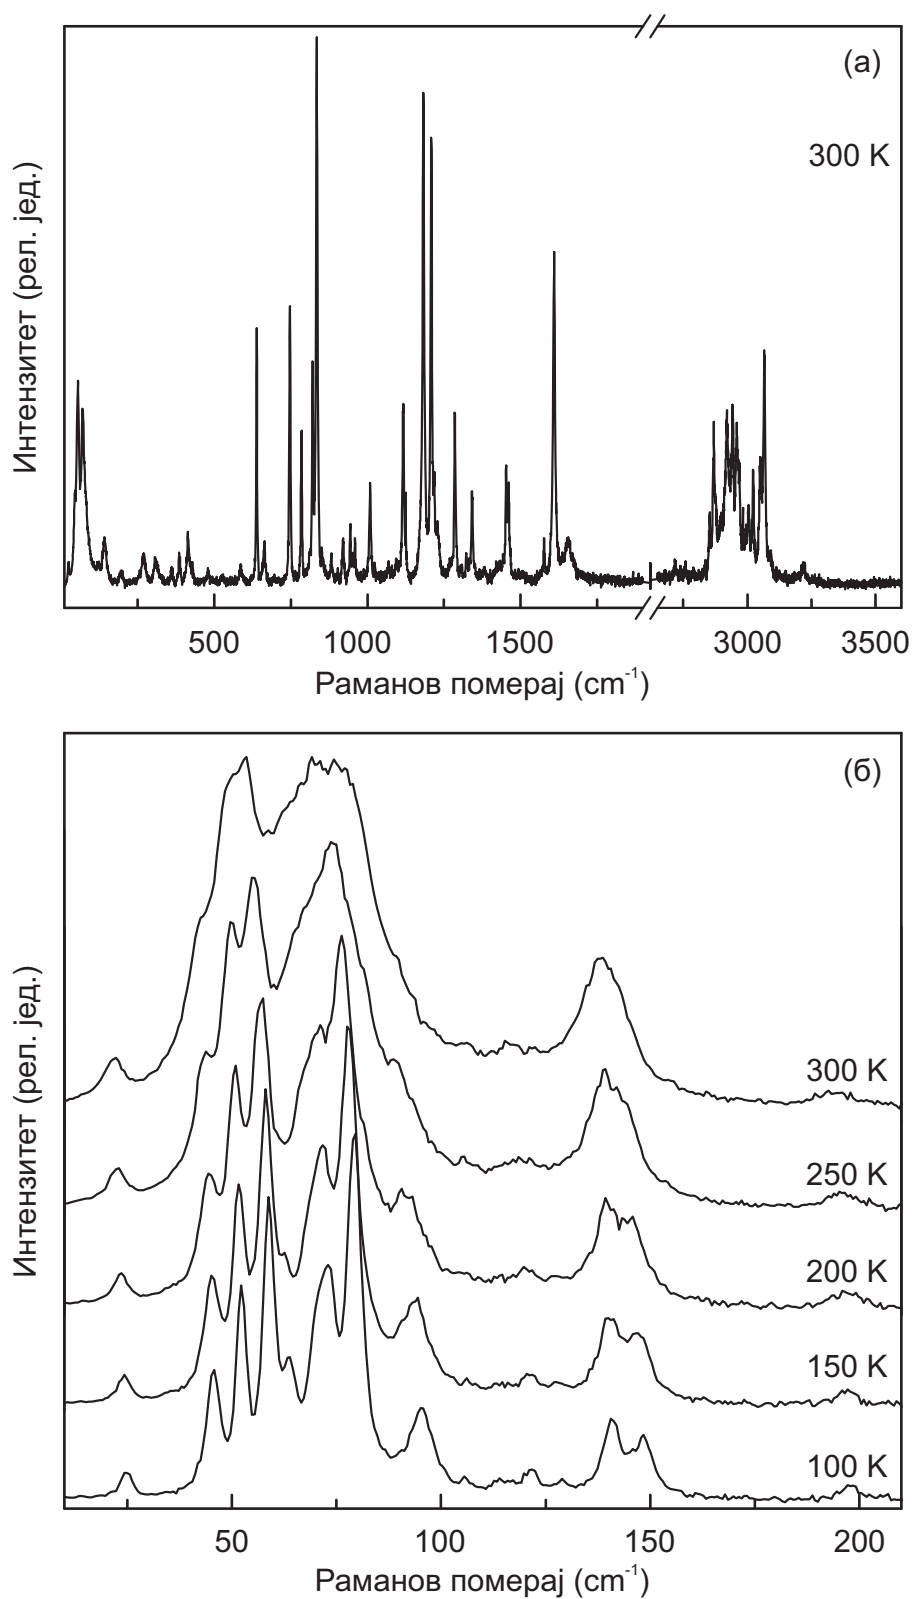 (а)
300 K
Интензитет (рел. јед.)
500 1000 1500 3000 3500
Раманов померај (cm⁻¹)
(б)
Интензитет (рел. јед.)
300 K
250 K
200 K
150 K
100 K
50 100 150 200
Раманов померај (cm⁻¹)